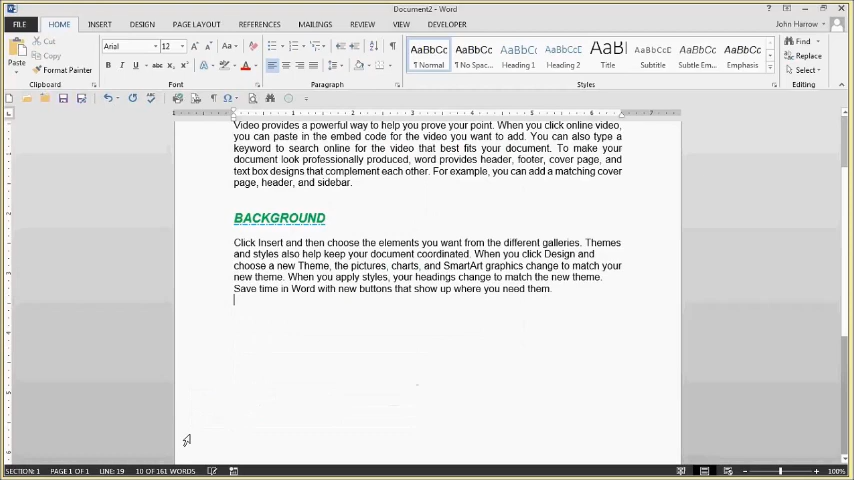 Document2 - Word
FILE HOME INSERT DESIGN PAGE LAYOUT REFERENCES MAILINGS REVIEW VIEW DEVELOPER John Harrow
Cut
Copy
Format Painter
Paste
Arial 12
AaBbCc AaBbCc AaBbCc AaBbCc AaBl AaBbCc AaBbCc AaBbCc
¶ Normal ¶ No Spac... Heading 1 Heading 2 Title Subtitle Subtle Em... Emphasis
Find
Replace
Select
Clipboard Font Paragraph Styles Editing
Video provides a powerful way to help you prove your point. When you click online video,
you can paste in the embed code for the video you want to add. You can also type a
keyword to search online for the video that best fits your document. To make your
document look professionally produced, word provides header, footer, cover page, and
text box designs that complement each other. For example, you can add a matching cover
page, header, and sidebar.
BACKGROUND
Click Insert and then choose the elements you want from the different galleries. Themes
and styles also help keep your document coordinated. When you click Design and
choose a new Theme, the pictures, charts, and SmartArt graphics change to match your
new theme. When you apply styles, your headings change to match the new theme.
Save time in Word with new buttons that show up where you need them.
SECTION: 1 PAGE 1 OF 1 LINE: 19 10 OF 161 WORDS 100%